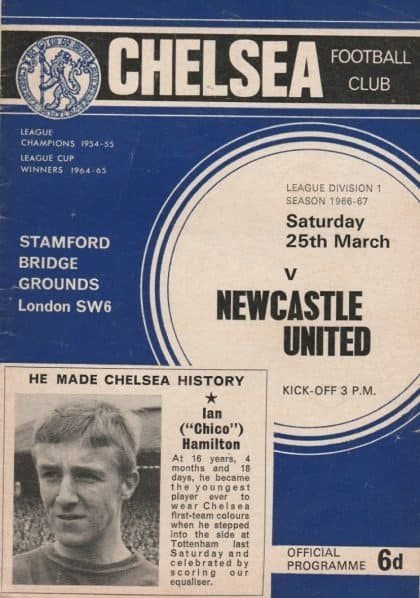 CHELSEA
FOOTBALL
CLUB
LEAGUE
CHAMPIONS 1954-55
LEAGUE CUP
WINNERS 1964-65
LEAGUE DIVISION 1
SEASON 1966-67
Saturday
25th March
v
NEWCASTLE
UNITED
KICK-OFF 3 P.M.
STAMFORD
BRIDGE
GROUNDS
London SW6
HE MADE CHELSEA HISTORY
★
Ian
("Chico")
Hamilton
At 16 years, 4
months and 18
days, he became
the youngest
player ever to
wear Chelsea
first-team colours
when he stepped
into the side at
Tottenham last
Saturday and
celebrated by
scoring our
equaliser.
OFFICIAL
PROGRAMME 6d